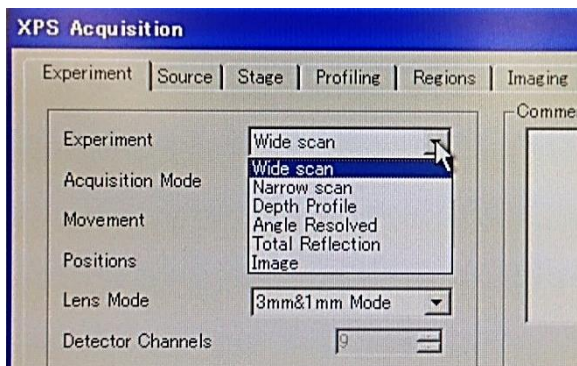 XPS Acquisition
Experiment Source Stage Profiling Regions Imaging
Experiment Wide scan
Wide scan
Narrow scan
Depth Profile
Angle Resolved
Total Reflection
Image
Acquisition Mode
Movement
Positions
Lens Mode 3mm&1mm Mode
Detector Channels 9